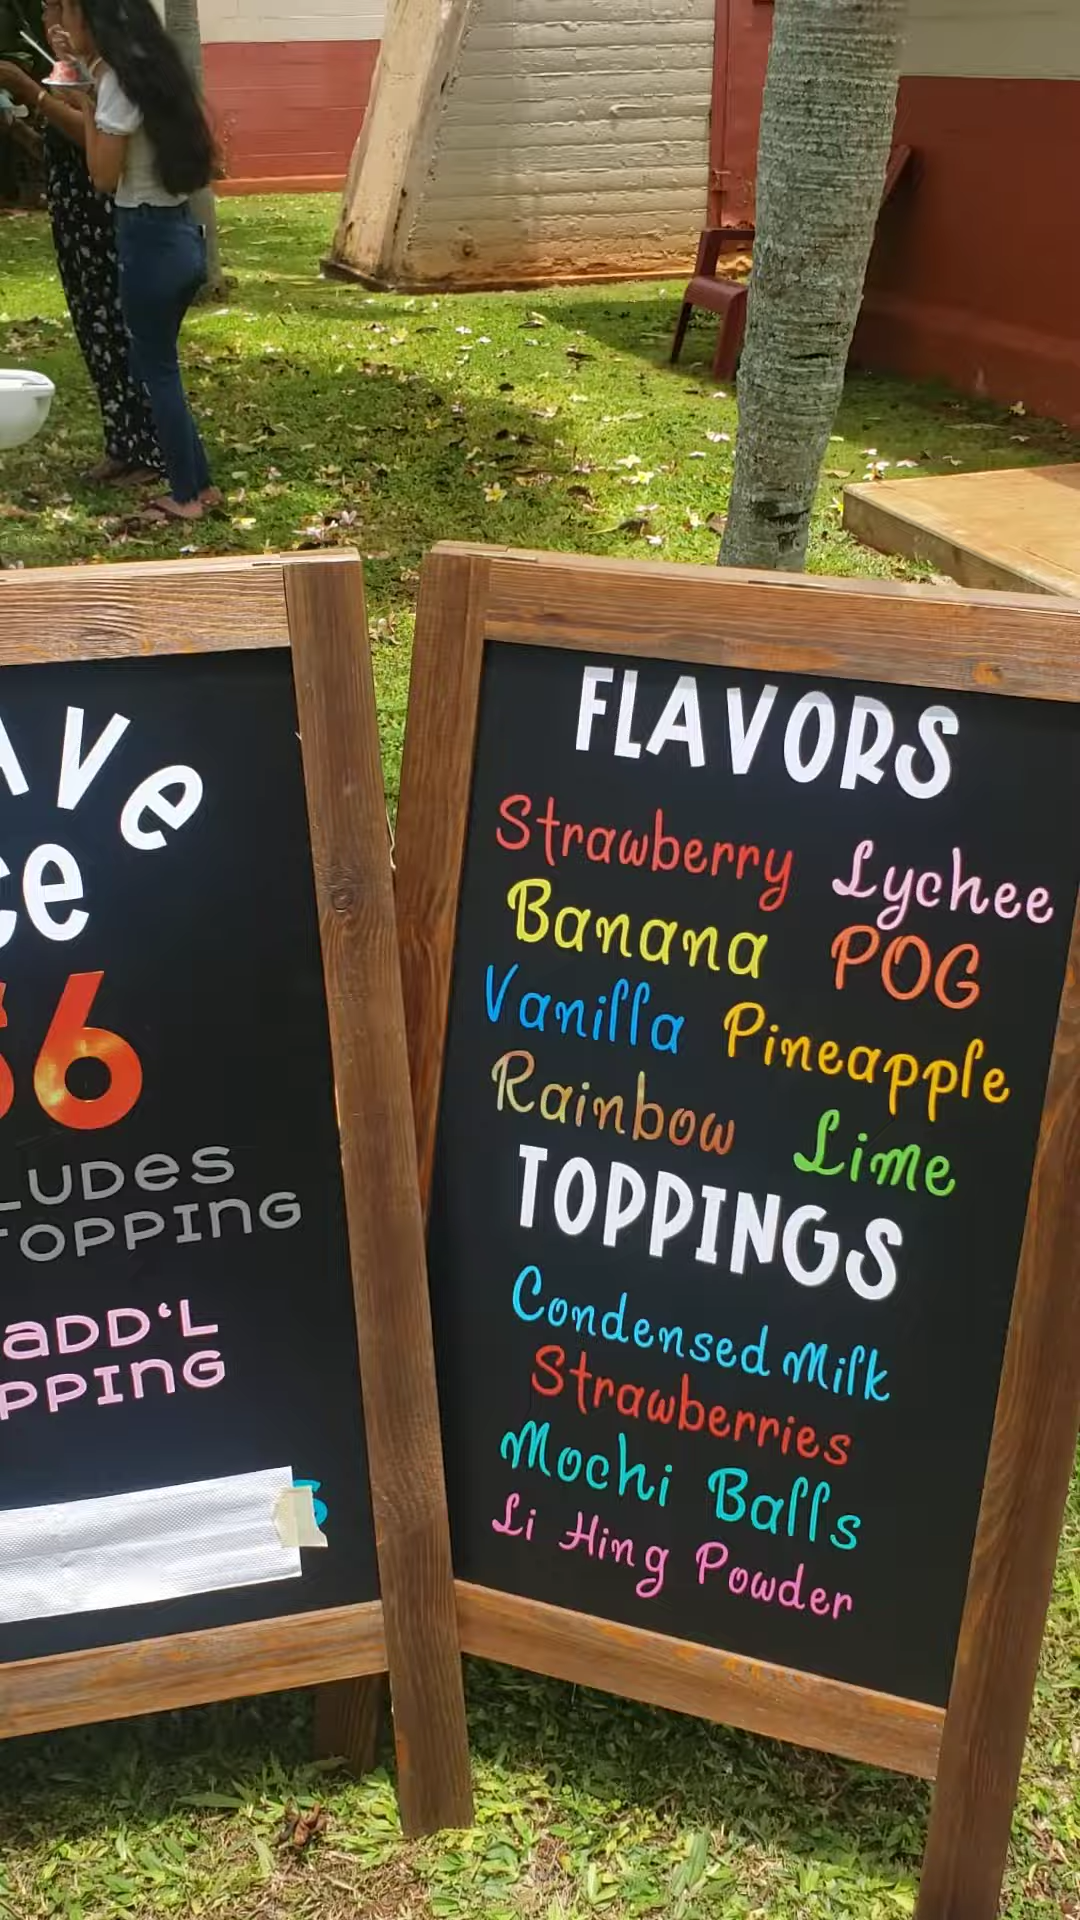 ave
ce
$6
LUDES
TOPPING
aDD'L
PPING
S
FLAVORS
Strawberry Lychee
Banana POG
Vanilla Pineapple
Rainbow Lime
TOPPINGS
Condensed Milk
Strawberries
Mochi Balls
Li Hing Powder